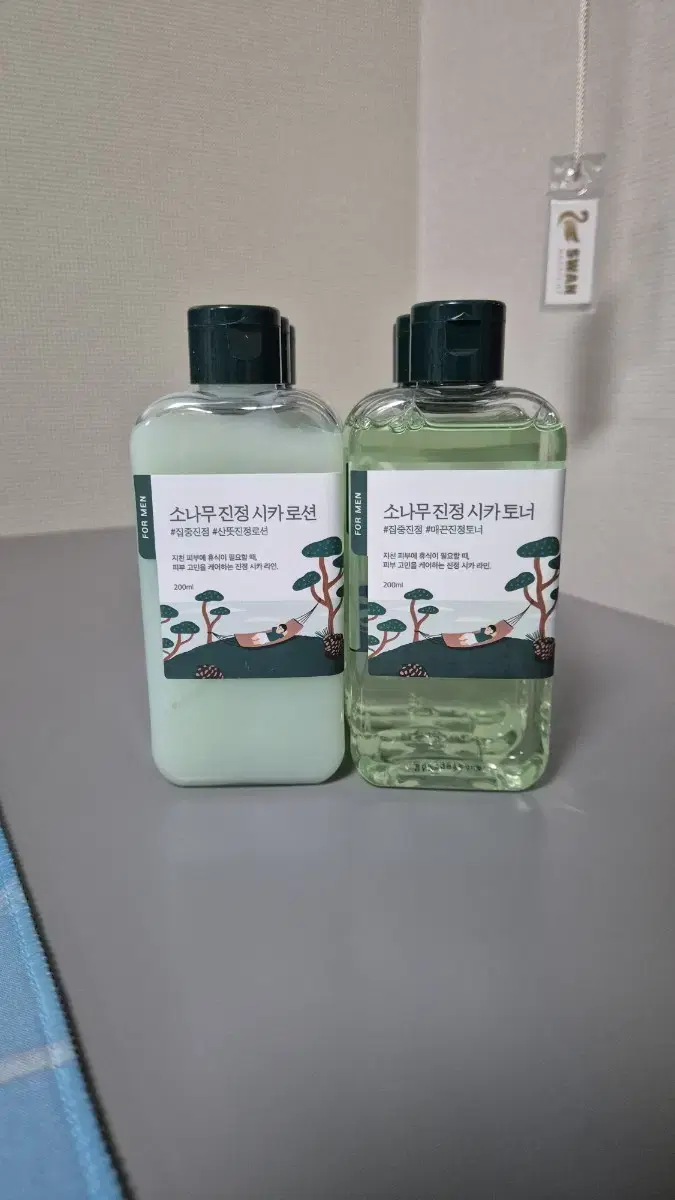 FOR MEN
소나무 진정 시카 로션
#집중진정 #산뜻진정로션
지친 피부에 휴식이 필요할 때,
피부 고민을 케어하는 진정 시카 라인.
200ml
FOR MEN
소나무 진정 시카 토너
#집중진정 #매끈진정토너
지친 피부에 휴식이 필요할 때,
피부 고민을 케어하는 진정 시카 라인.
200ml
SWAN